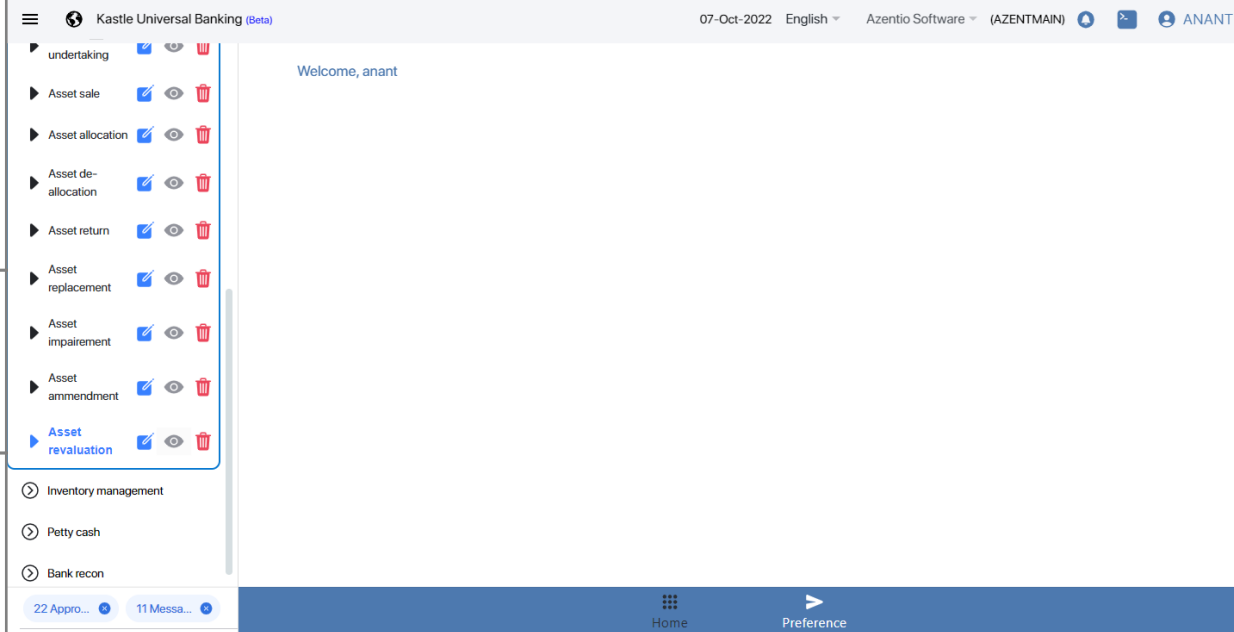 Kastle Universal Banking (Beta)
07-Oct-2022 English Azentio Software (AZENTMAIN) ANANT
undertaking
Welcome, anant
Asset sale
Asset allocation
Asset de-
allocation
Asset return
Asset
replacement
Asset
impairement
Asset
ammendment
Asset
revaluation
Inventory management
Petty cash
Bank recon
22 Appro... 11 Messa...
Home
Preference